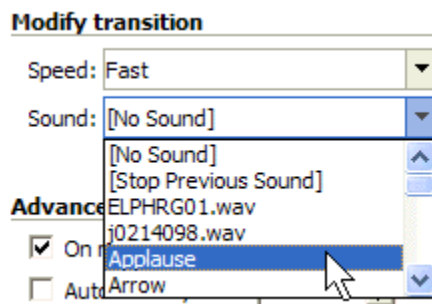 Modify transition
Speed: Fast
Sound: [No Sound]
[No Sound]
[Stop Previous Sound]
ELPHRG01.wav
j0214098.wav
Applause
Arrow
Advance
On